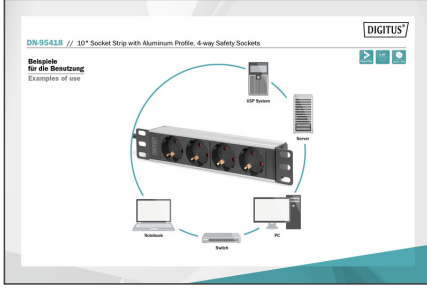 DIGITUS®
DN-95418 // 10" Socket Strip with Aluminum Profile, 4-way Safety Sockets
Beispiele
für die Benutzung
Examples of use
USP System
Server
Notebook
PC
Switch